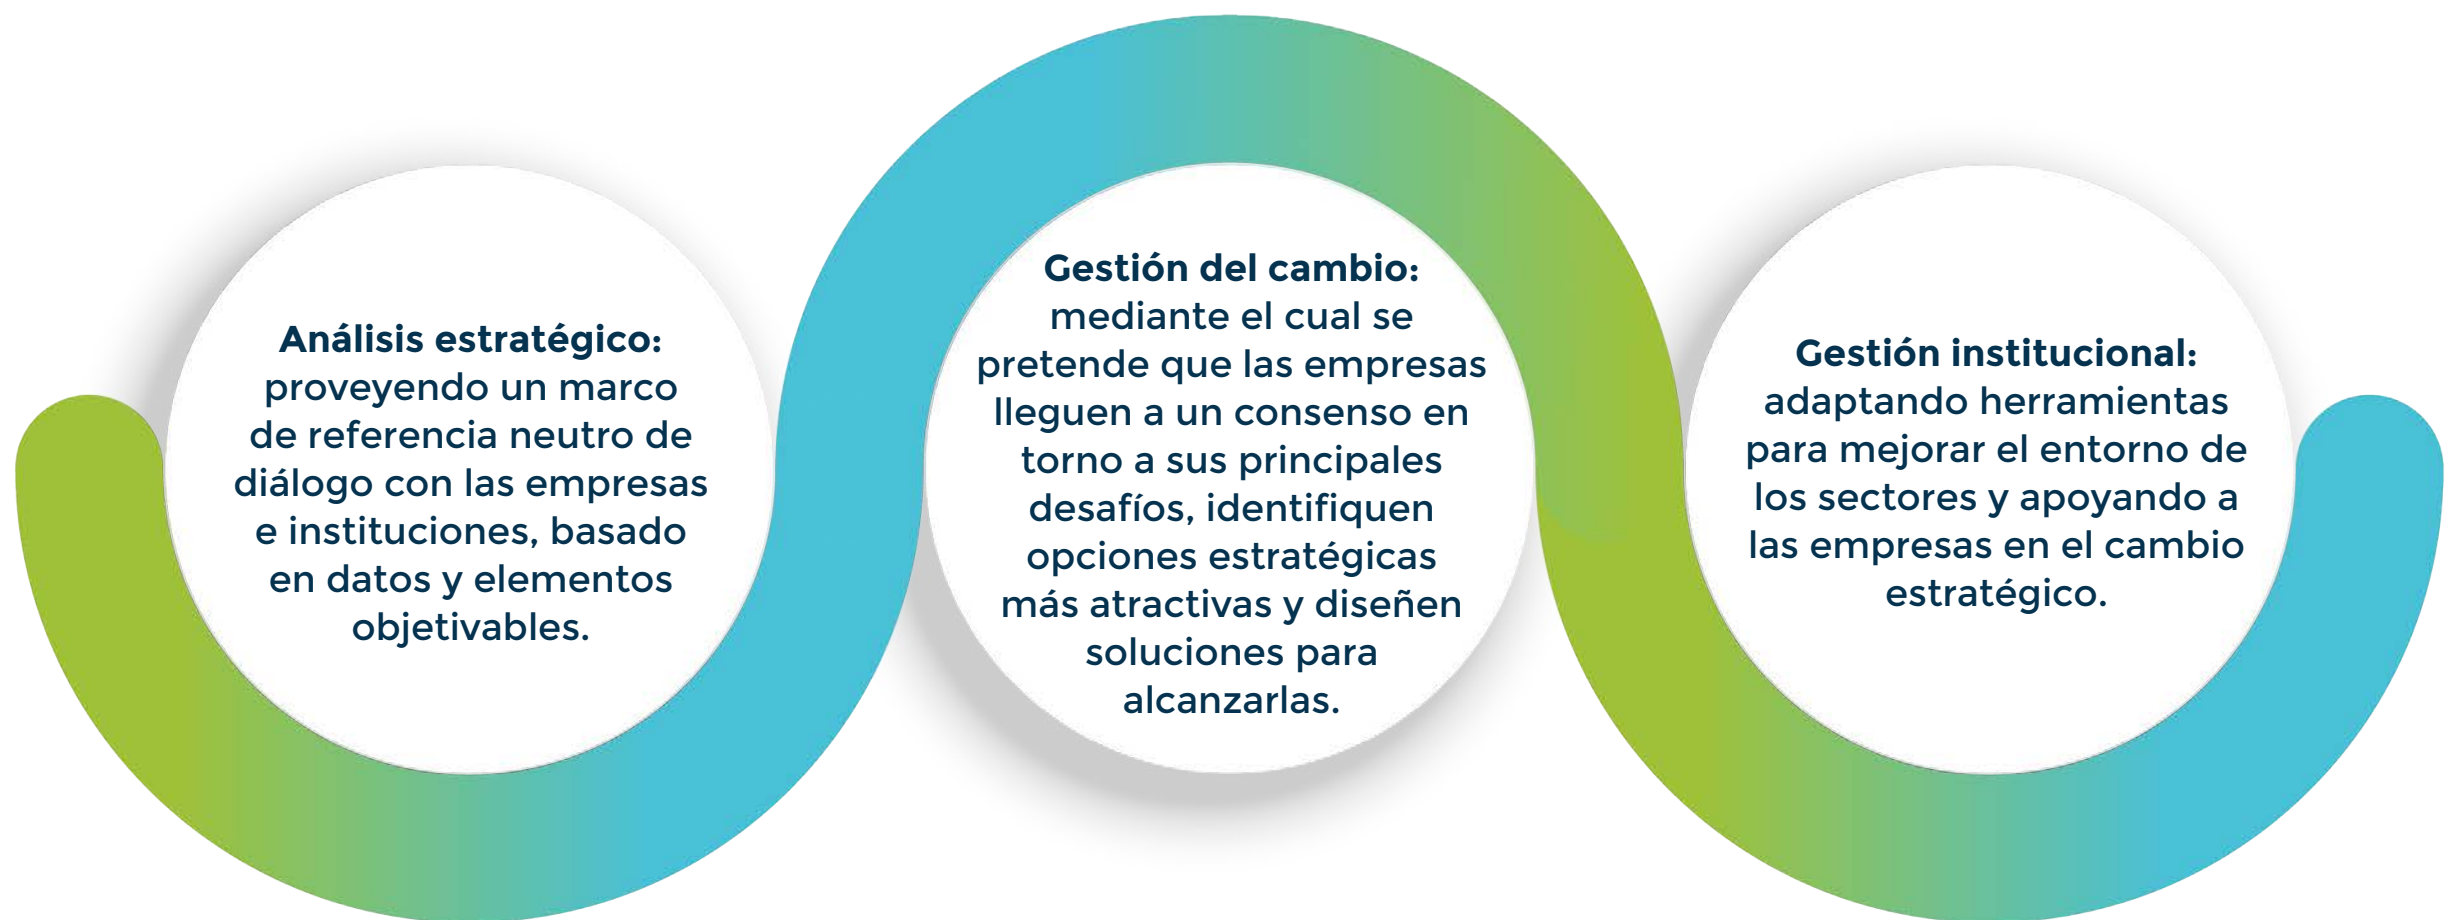 Análisis estratégico:
proveyendo un marco
de referencia neutro de
diálogo con las empresas
e instituciones, basado
en datos y elementos
objetivables.
Gestión del cambio:
mediante el cual se
pretende que las empresas
lleguen a un consenso en
torno a sus principales
desafíos, identifiquen
opciones estratégicas
más atractivas y diseñen
soluciones para
alcanzarlas.
Gestión institucional:
adaptando herramientas
para mejorar el entorno de
los sectores y apoyando a
las empresas en el cambio
estratégico.